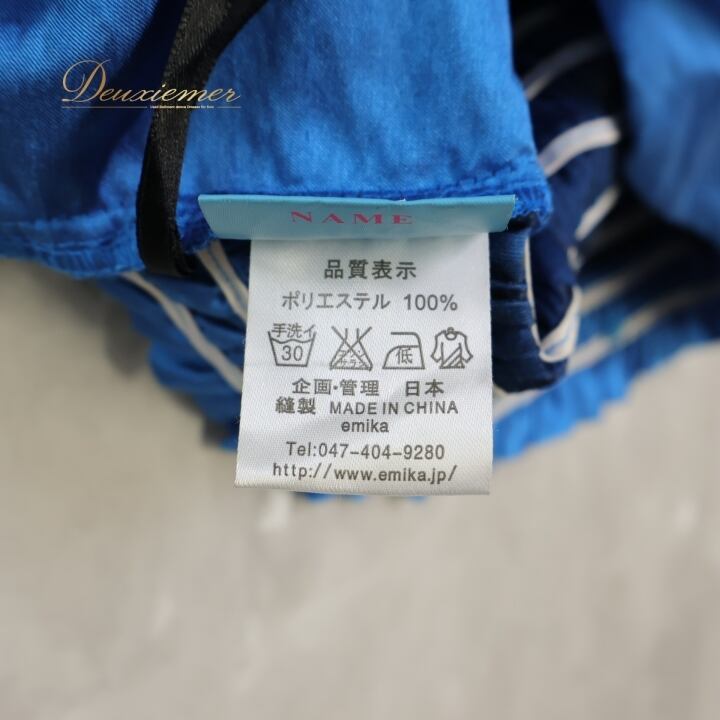 Deuxiemer
NAME
品質表示
ポリエステル 100%
手洗イ
30
低
企画・管理 日本
縫製 MADE IN CHINA
emika
Tel:047-404-9280
http://www.emika.jp/